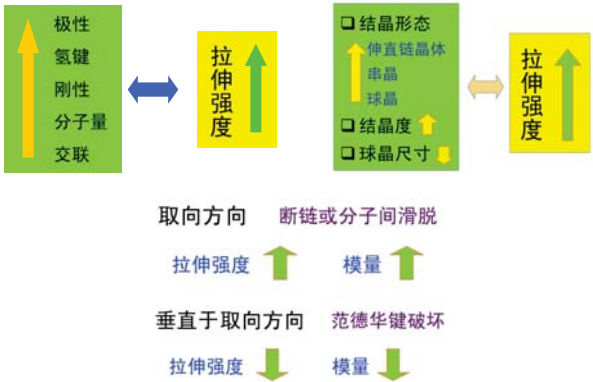 极性
氢键
刚性
分子量
交联
拉伸强度
结晶形态
伸直链晶体
串晶
球晶
结晶度
球晶尺寸
拉伸强度
取向方向 断链或分子间滑脱
拉伸强度 模量
垂直于取向方向 范德华键破坏
拉伸强度 模量